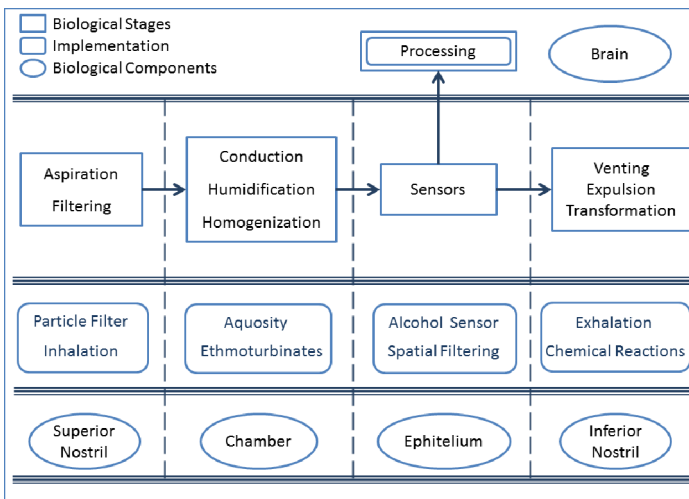 Biological Stages
Implementation
Biological Components
Processing
Brain
Aspiration
Filtering
Conduction
Humidification
Homogenization
Sensors
Venting
Expulsion
Transformation
Particle Filter
Inhalation
Aquosity
Ethmoturbinates
Alcohol Sensor
Spatial Filtering
Exhalation
Chemical Reactions
Superior
Nostril
Chamber
Ephitelium
Inferior
Nostril